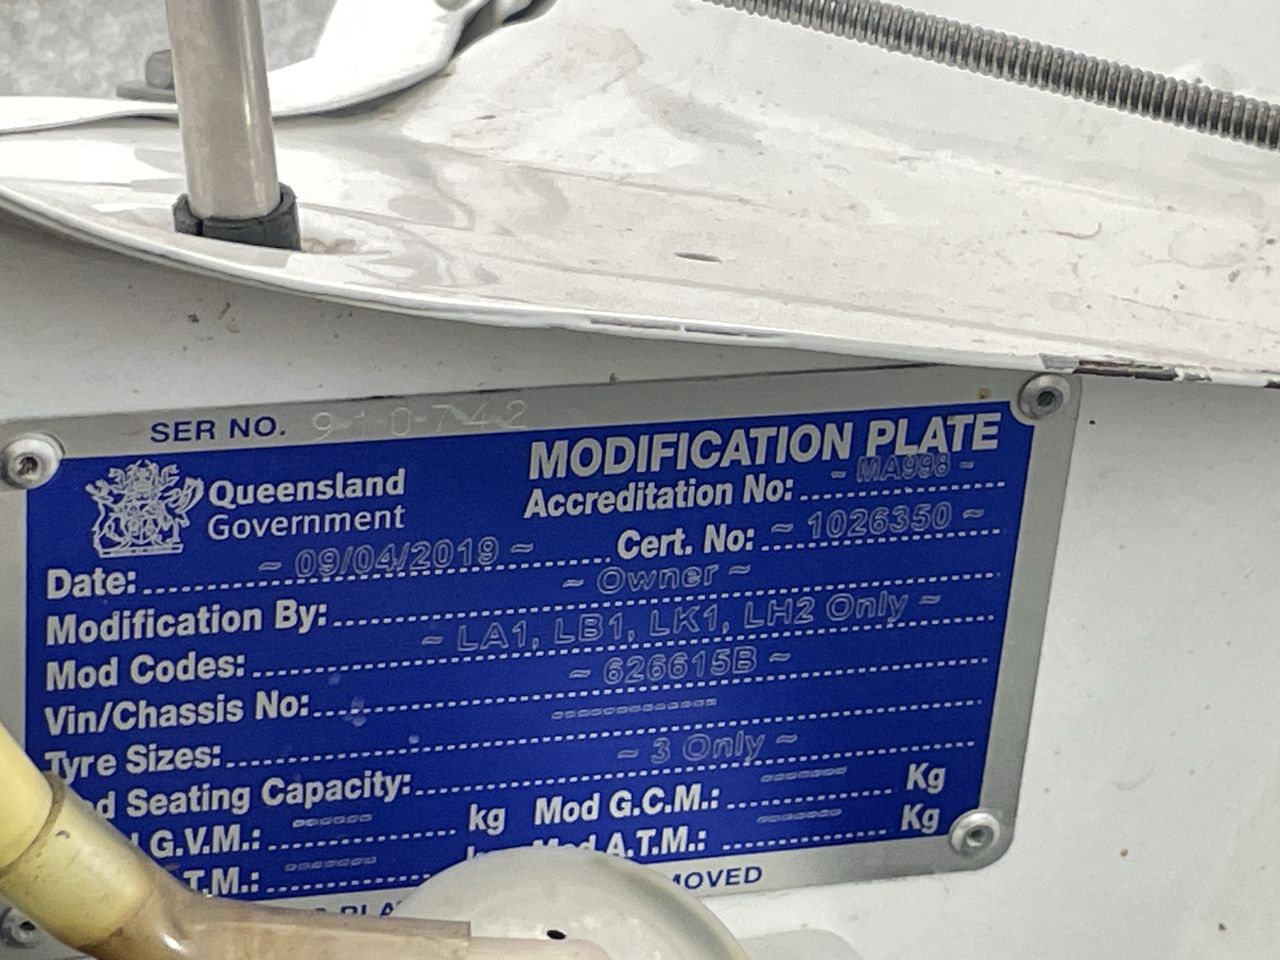 SER NO. 910742
Queensland
Government
MODIFICATION PLATE
Accreditation No: ~ MA998 ~
Date: ~ 09/04/2019 ~ Cert. No: ~ 1026350 ~
Modification By: ~ Owner ~
Mod Codes: ~ LA1, LB1, LK1, LH2 Only ~
Vin/Chassis No: ~ 626615B ~
Tyre Sizes: ------------
Seating Capacity: ~ 3 Only ~
G.V.M.: ------ kg Mod G.C.M.: ------ Kg
T.M.: ------- Mod A.T.M.: ------ Kg